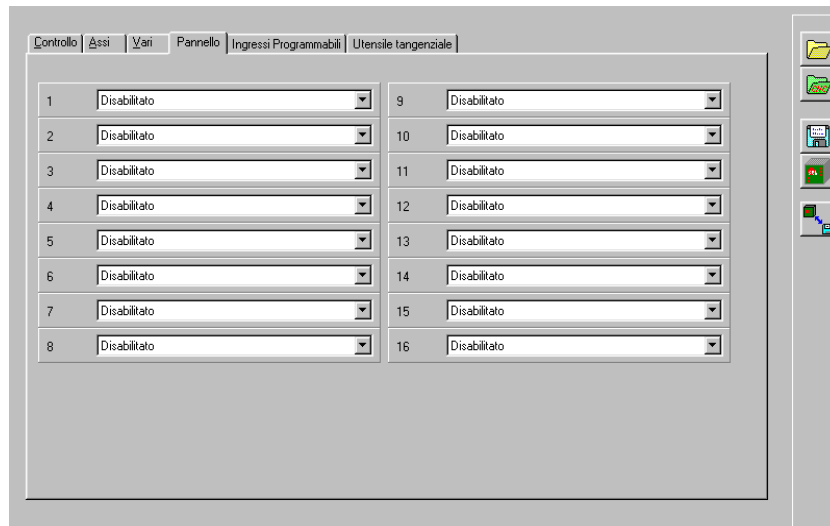 Controllo Assi Vari Pannello Ingressi Programmabili Utensile tangenziale
1 Disabilitato 9 Disabilitato
2 Disabilitato 10 Disabilitato
3 Disabilitato 11 Disabilitato
4 Disabilitato 12 Disabilitato
5 Disabilitato 13 Disabilitato
6 Disabilitato 14 Disabilitato
7 Disabilitato 15 Disabilitato
8 Disabilitato 16 Disabilitato